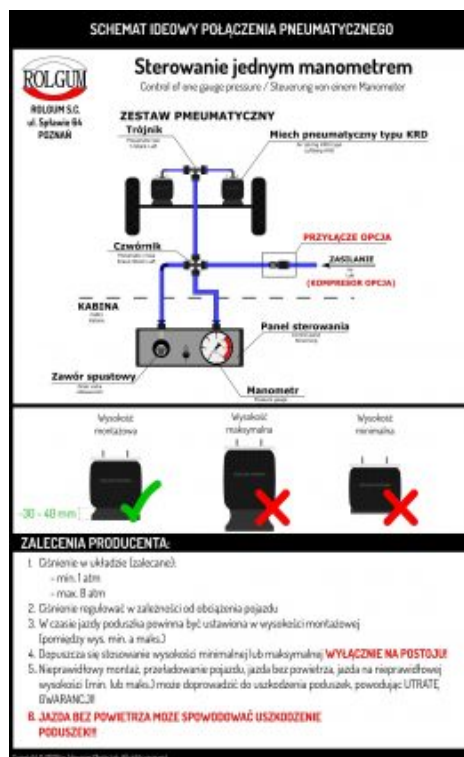 SCHEMAT IDEOWY POŁĄCZENIA PNEUMATYCZNEGO
ROLGUM
ROLGUM S.C.
ul. Spławie 64
POZNAŃ
Sterowanie jednym manometrem
Control of one gauge pressure / Steuerung von einem Manometer
ZESTAW PNEUMATYCZNY
Trójnik
Miech pneumatyczny typu KRD
PRZYŁĄCZE OPCJA
Czwórnik
ZASILANIE
(KOMPRESOR OPCJA)
KABINA
Panel sterowania
Zawór spustowy
Manometr
Wysokość
montażowa
Wysokość
maksymalna
Wysokość
minimalna
~30 - 40 mm
ZALECENIA PRODUCENTA:
1. Ciśnienie w układzie (zalecane):
- min. 1 atm
- max. 8 atm
2. Ciśnienie regulować w zależności od obciążenia pojazdu
3. W czasie jazdy poduszka powinna być ustawiona w wysokości montażowej
(pomiędzy wys. min. a maks.)
4. Dopuszcza się stosowanie wysokości minimalnej lub maksymalnej WYŁĄCZNIE NA POSTOJU!
5. Nieprawidłowy montaż, przeładowanie pojazdu, jazda bez powietrza, jazda na nieprawidłowej
wysokości (min. lub maks.) może doprowadzić do uszkodzenia poduszek, powodując UTRATĘ
GWARANCJI!
6. JAZDA BEZ POWIETRZA MOŻE SPOWODOWAĆ USZKODZENIE
PODUSZEK!!!